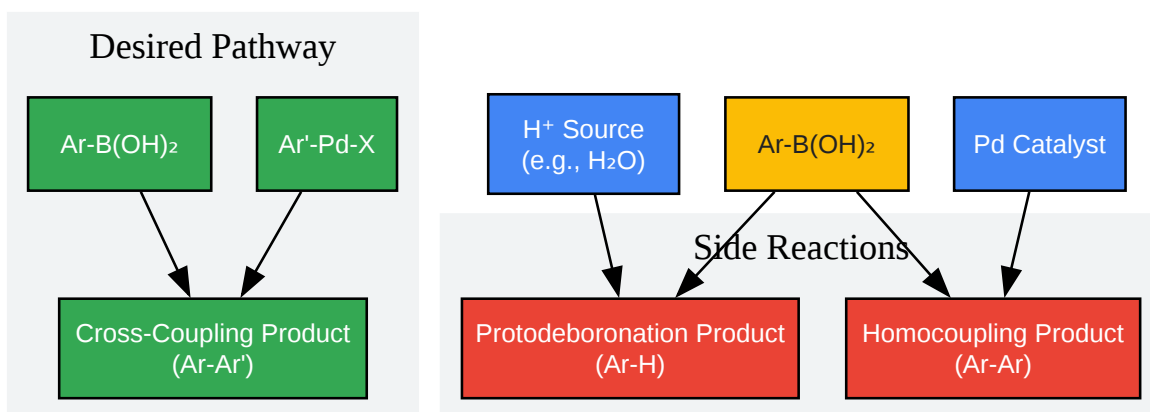 Desired Pathway
Ar-B(OH)₂
Ar'-Pd-X
Cross-Coupling Product
(Ar-Ar')
H⁺ Source
(e.g., H₂O)
Ar-B(OH)₂
Pd Catalyst
Side Reactions
Protodeboronation Product
(Ar-H)
Homocoupling Product
(Ar-Ar)